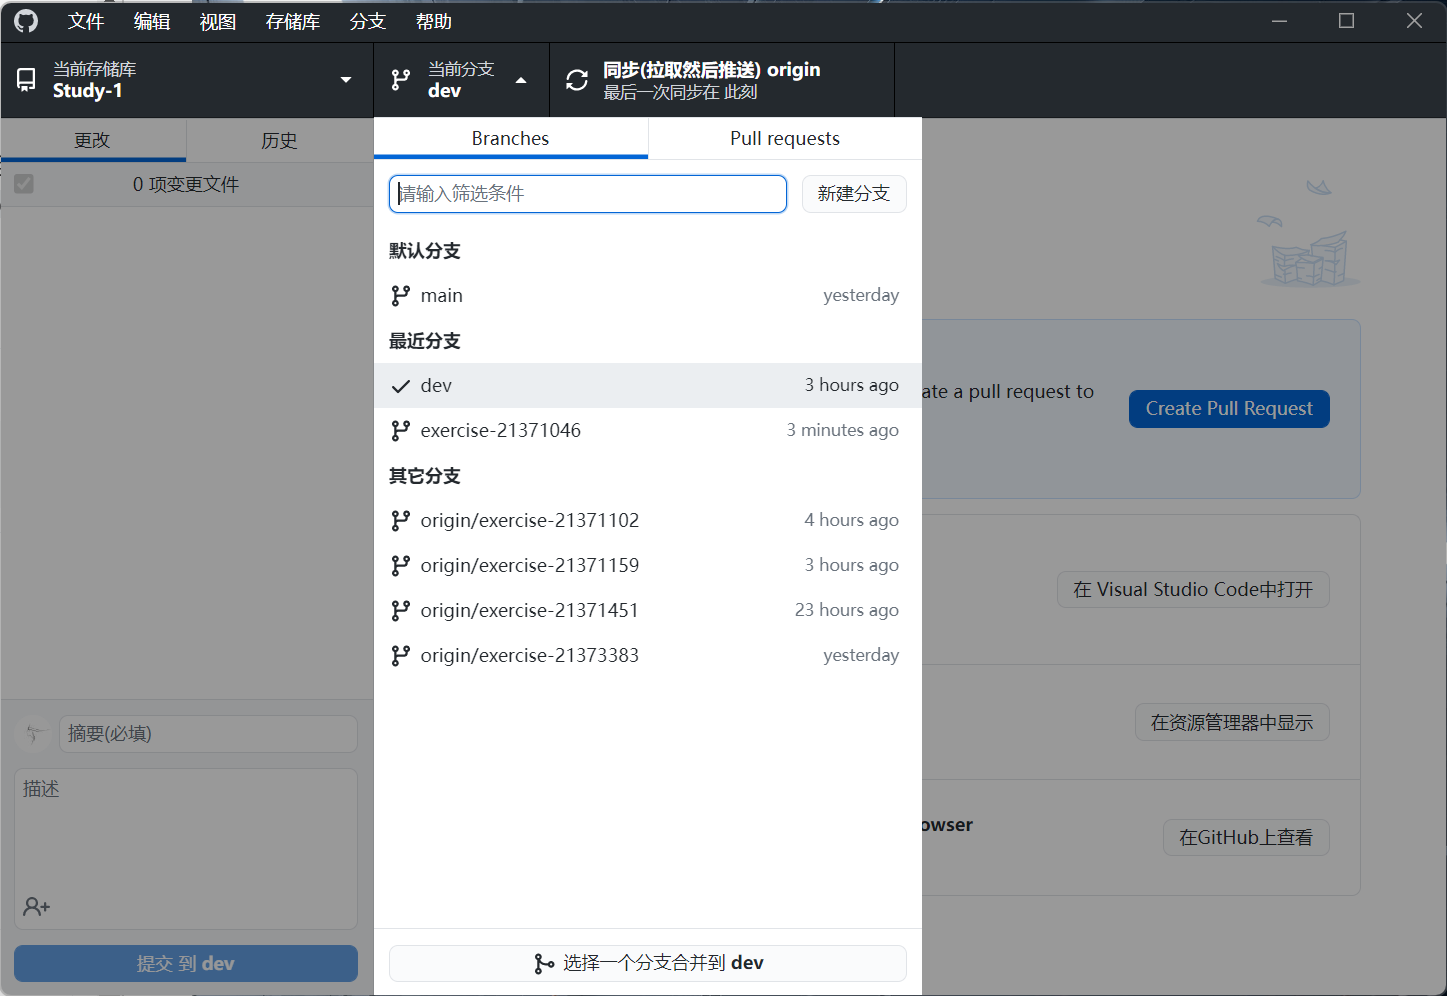 文件 编辑 视图 存储库 分支 帮助
当前存储库
Study-1
当前分支
dev
同步(拉取然后推送) origin
最后一次同步在 此刻
更改 历史
0 项变更文件
Branches Pull requests
请输入筛选条件 新建分支
默认分支
main yesterday
最近分支
dev 3 hours ago
exercise-21371046 3 minutes ago
其它分支
origin/exercise-21371102 4 hours ago
origin/exercise-21371159 3 hours ago
origin/exercise-21371451 23 hours ago
origin/exercise-21373383 yesterday
选择一个分支合并到 dev
摘要(必填)
描述
提交 到 dev
ate a pull request to
Create Pull Request
在 Visual Studio Code中打开
在资源管理器中显示
owser
在GitHub上查看